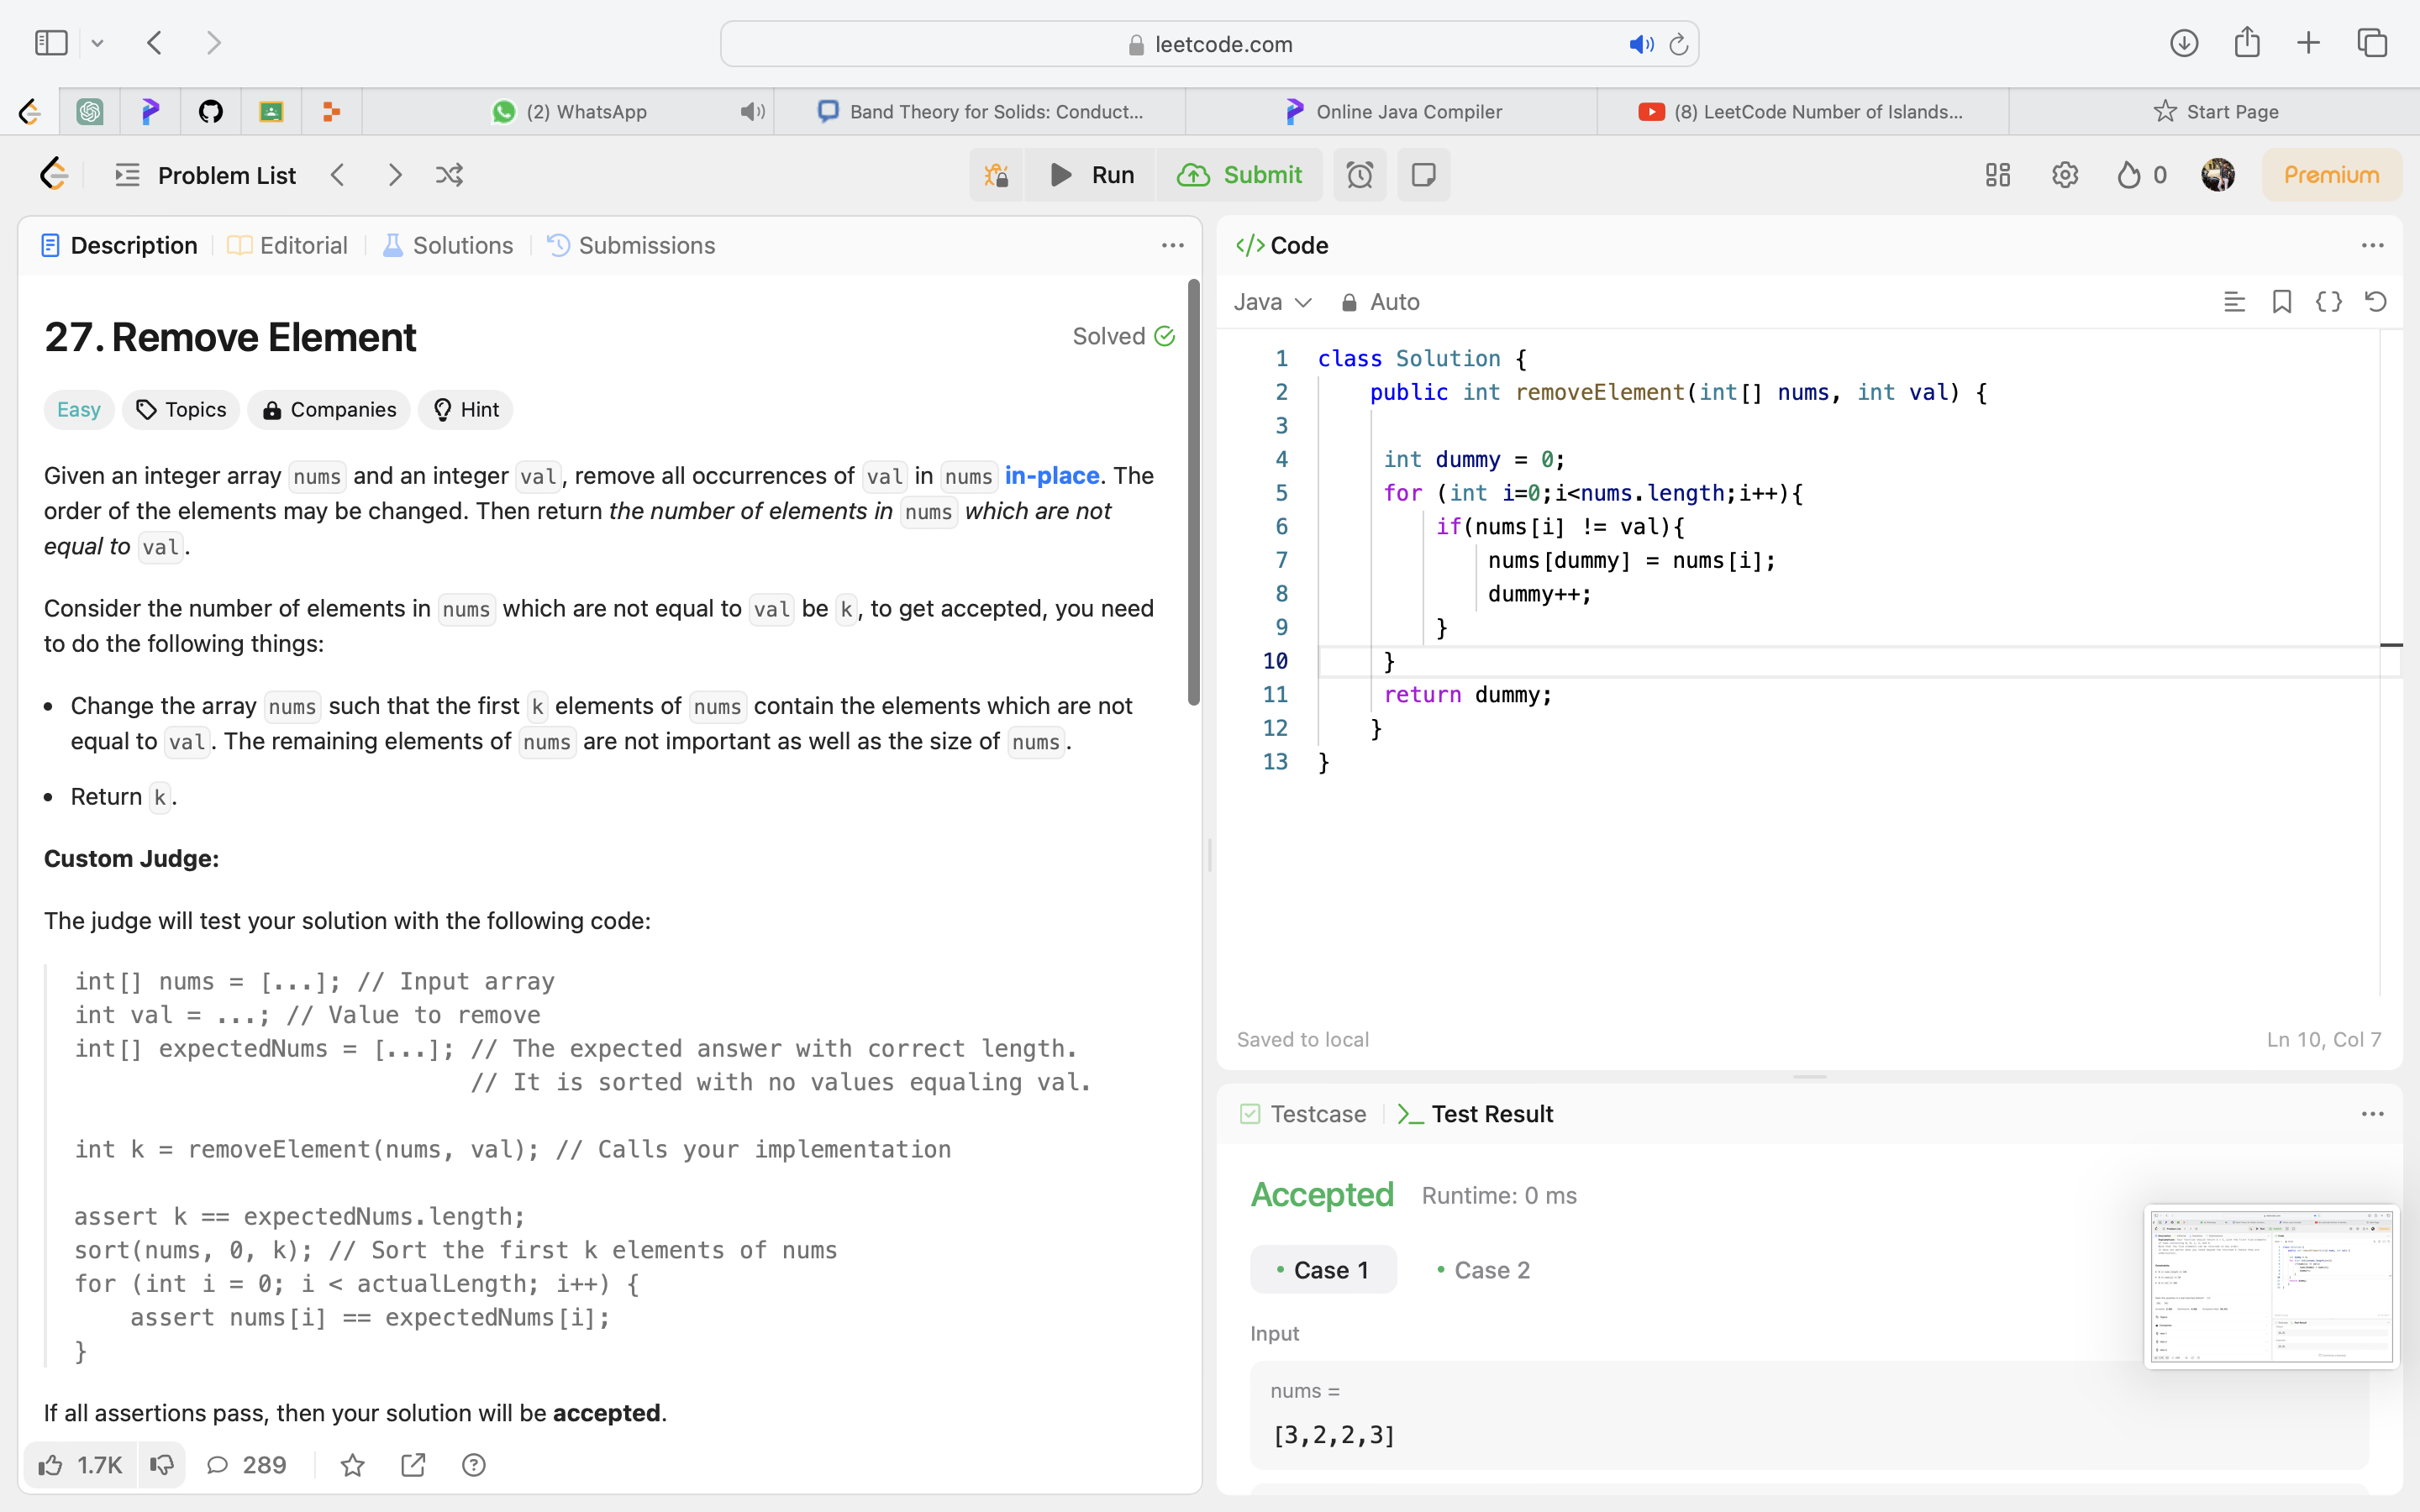 leetcode.com
(2) WhatsApp
Band Theory for Solids: Conduct...
Online Java Compiler
(8) LeetCode Number of Islands...
Start Page
Problem List
Run
Submit
0
Premium
Description
Editorial
Solutions
Submissions
27. Remove Element
Solved
Easy
Topics
Companies
Hint
Given an integer array nums and an integer val, remove all occurrences of val in nums in-place. The
order of the elements may be changed. Then return the number of elements in nums which are not
equal to val.
Consider the number of elements in nums which are not equal to val be k, to get accepted, you need
to do the following things:
• Change the array nums such that the first k elements of nums contain the elements which are not
equal to val. The remaining elements of nums are not important as well as the size of nums.
• Return k.
Custom Judge:
The judge will test your solution with the following code:
int[] nums = [...]; // Input array
int val = ...; // Value to remove
int[] expectedNums = [...]; // The expected answer with correct length.
// It is sorted with no values equaling val.
int k = removeElement(nums, val); // Calls your implementation
assert k == expectedNums.length;
sort(nums, 0, k); // Sort the first k elements of nums
for (int i = 0; i < actualLength; i++) {
assert nums[i] == expectedNums[i];
}
If all assertions pass, then your solution will be accepted.
1.7K
289
</> Code
Java
Auto
1 class Solution {
2 public int removeElement(int[] nums, int val) {
3
4 int dummy = 0;
5 for (int i=0;i<nums.length;i++){
6 if(nums[i] != val){
7 nums[dummy] = nums[i];
8 dummy++;
9 }
10 }
11 return dummy;
12 }
13 }
Saved to local
Ln 10, Col 7
Testcase
Test Result
Accepted
Runtime: 0 ms
• Case 1
• Case 2
Input
nums =
[3,2,2,3]